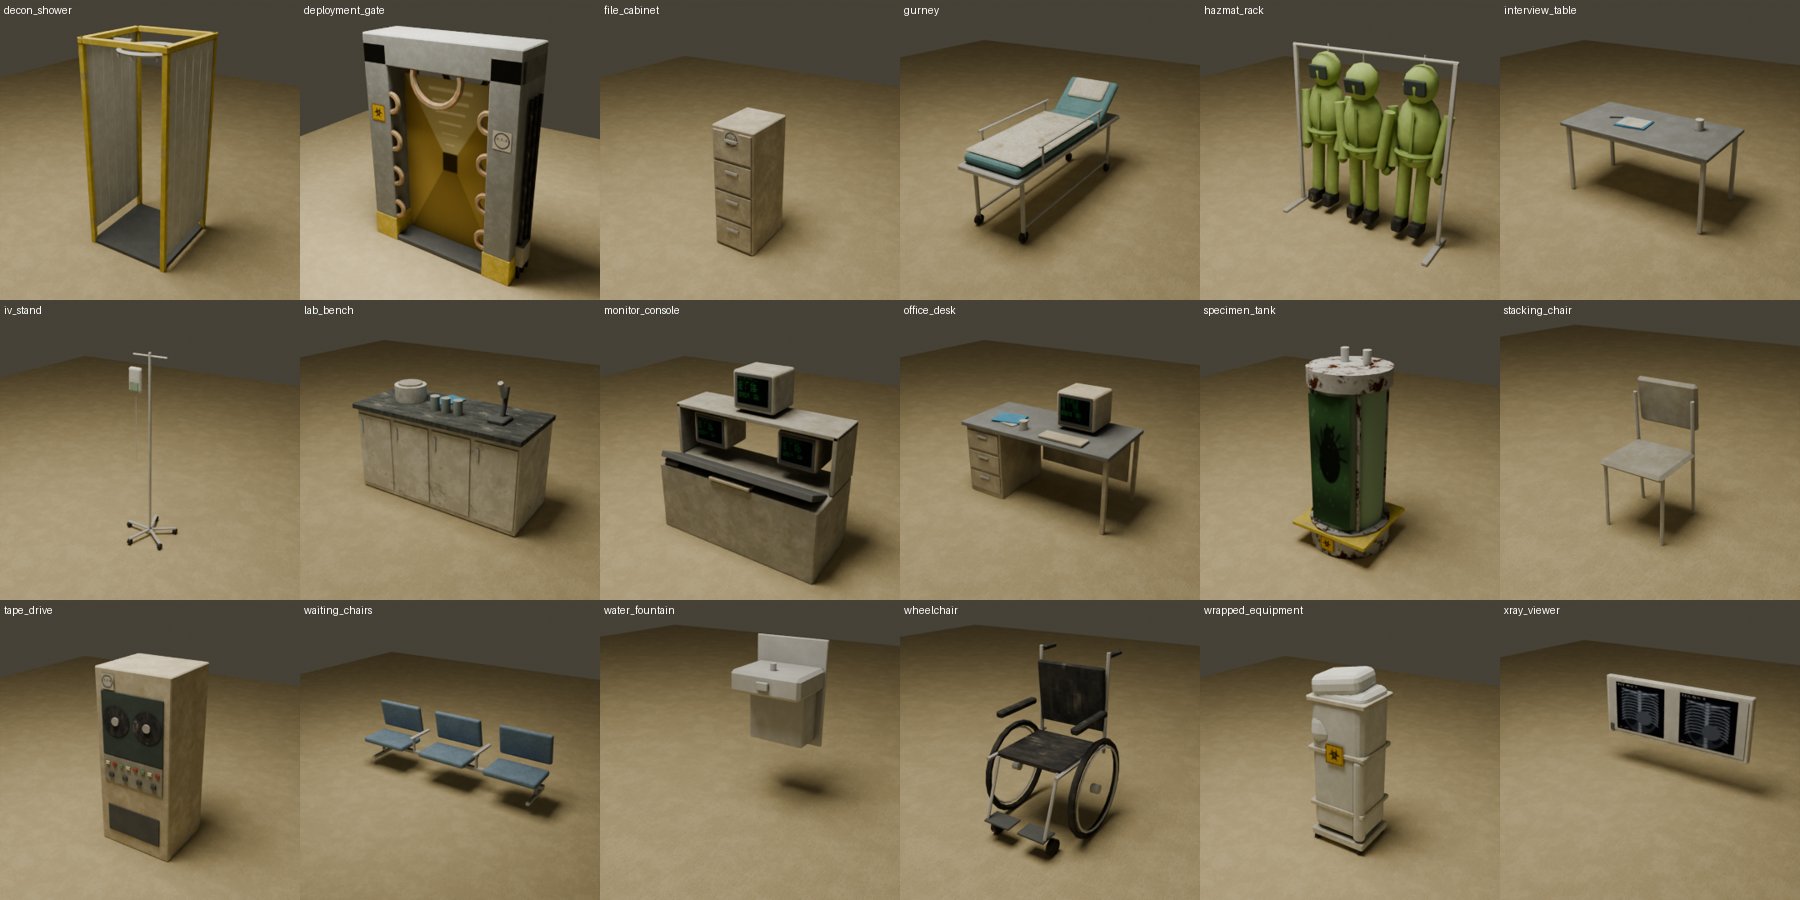 decon_shower
deployment_gate
file_cabinet
gurney
hazmat_rack
interview_table
iv_stand
lab_bench
monitor_console
office_desk
specimen_tank
stacking_chair
tape_drive
waiting_chairs
water_fountain
wheelchair
wrapped_equipment
xray_viewer